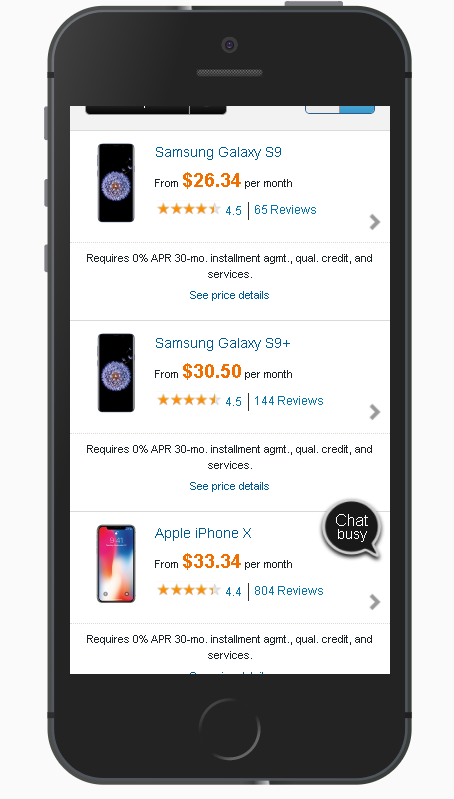 Samsung Galaxy S9
From $26.34 per month
4.5 65 Reviews
Requires 0% APR 30-mo. installment agmt., qual. credit, and
services.
See price details
Samsung Galaxy S9+
From $30.50 per month
4.5 144 Reviews
Requires 0% APR 30-mo. installment agmt., qual. credit, and
services.
See price details
Chat
busy
Apple iPhone X
From $33.34 per month
4.4 804 Reviews
Requires 0% APR 30-mo. installment agmt., qual. credit, and
services.